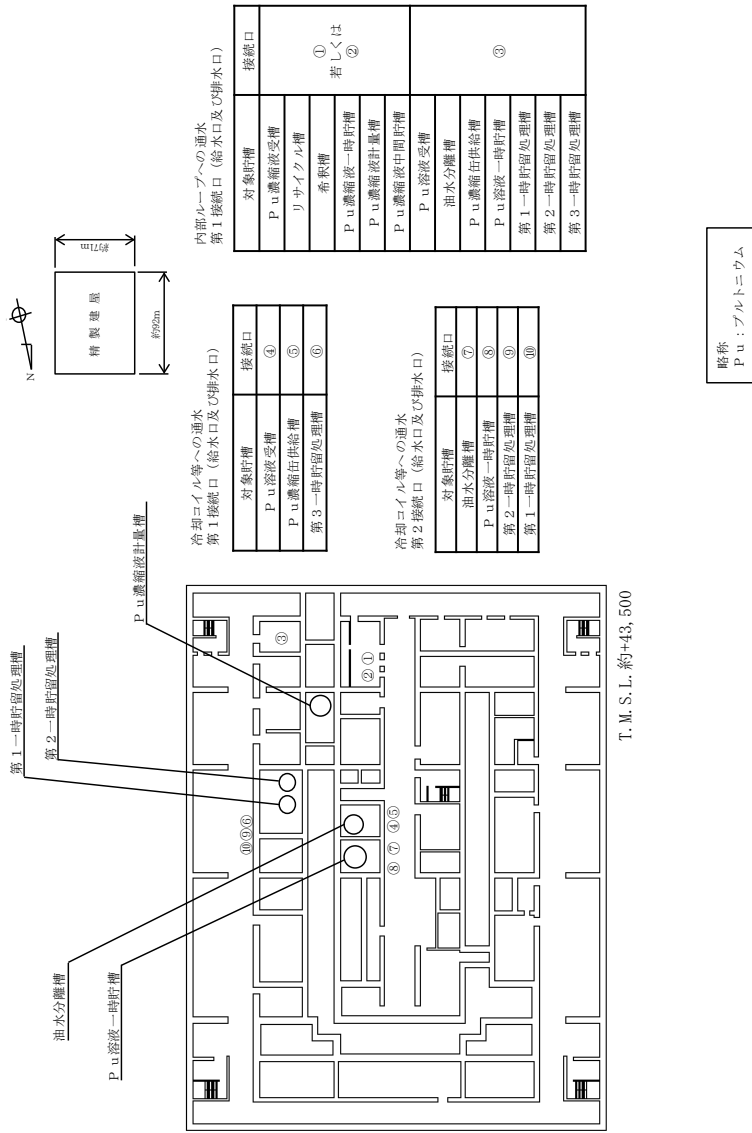 第1一時貯留処理槽
第2一時貯留処理槽
Ｐｕ濃縮液計量槽
油水分離槽
Ｐｕ溶液一時貯槽
⑩⑨⑥
③
②①
⑧⑦ ④⑤
T. M. S. L. 約+43, 500
N
精製建屋
約71m
約92m
冷却コイル等への通水
第1接続口（給水口及び排水口）
対象貯槽 接続口
Ｐｕ溶液受槽 ④
Ｐｕ濃縮缶供給槽 ⑤
第3一時貯留処理槽 ⑥
冷却コイル等への通水
第2接続口（給水口及び排水口）
対象貯槽 接続口
油水分離槽 ⑦
Ｐｕ溶液一時貯槽 ⑧
第2一時貯留処理槽 ⑨
第1一時貯留処理槽 ⑩
内部ループへの通水
第1接続口（給水口及び排水口）
対象貯槽 接続口
Ｐｕ濃縮液受槽
リサイクル槽
希釈槽
Ｐｕ濃縮液一時貯槽
Ｐｕ濃縮液計量槽
Ｐｕ濃縮液中間貯槽
①
若しくは
②
Ｐｕ溶液受槽
油水分離槽
Ｐｕ濃縮缶供給槽
Ｐｕ溶液一時貯槽
第1一時貯留処理槽
第2一時貯留処理槽
第3一時貯留処理槽
③
略称
Ｐｕ：プルトニウム